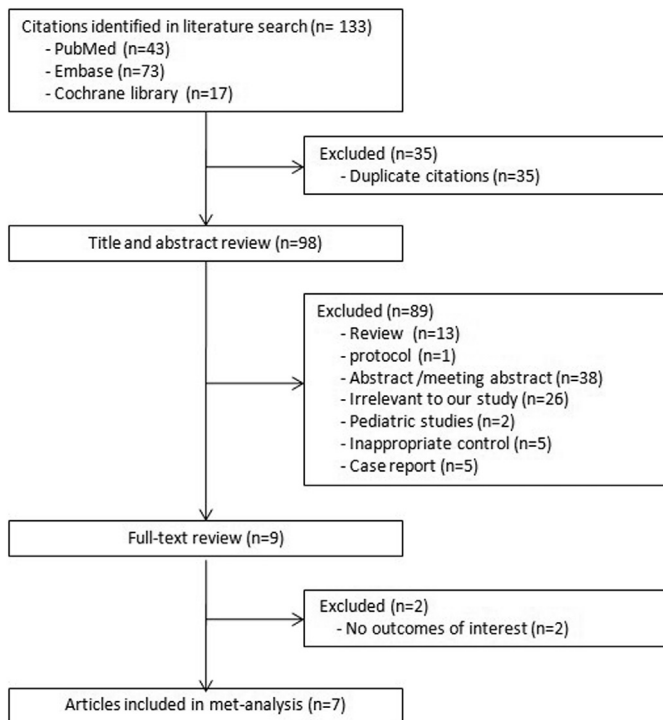 Citations identified in literature search (n= 133)
- PubMed (n=43)
- Embase (n=73)
- Cochrane library (n=17)
Excluded (n=35)
- Duplicate citations (n=35)
Title and abstract review (n=98)
Excluded (n=89)
- Review (n=13)
- protocol (n=1)
- Abstract /meeting abstract (n=38)
- Irrelevant to our study (n=26)
- Pediatric studies (n=2)
- Inappropriate control (n=5)
- Case report (n=5)
Full-text review (n=9)
Excluded (n=2)
- No outcomes of interest (n=2)
Articles included in met-analysis (n=7)